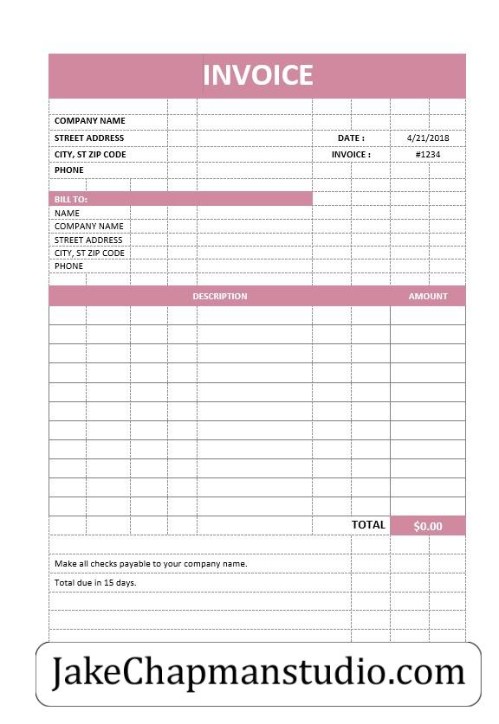 INVOICE
COMPANY NAME
STREET ADDRESS DATE : 4/21/2018
CITY, ST ZIP CODE INVOICE : #1234
PHONE
BILL TO:
NAME
COMPANY NAME
STREET ADDRESS
CITY, ST ZIP CODE
PHONE
DESCRIPTION AMOUNT
TOTAL $0.00
Make all checks payable to your company name.
Total due in 15 days.
JakeChapmanstudio.com